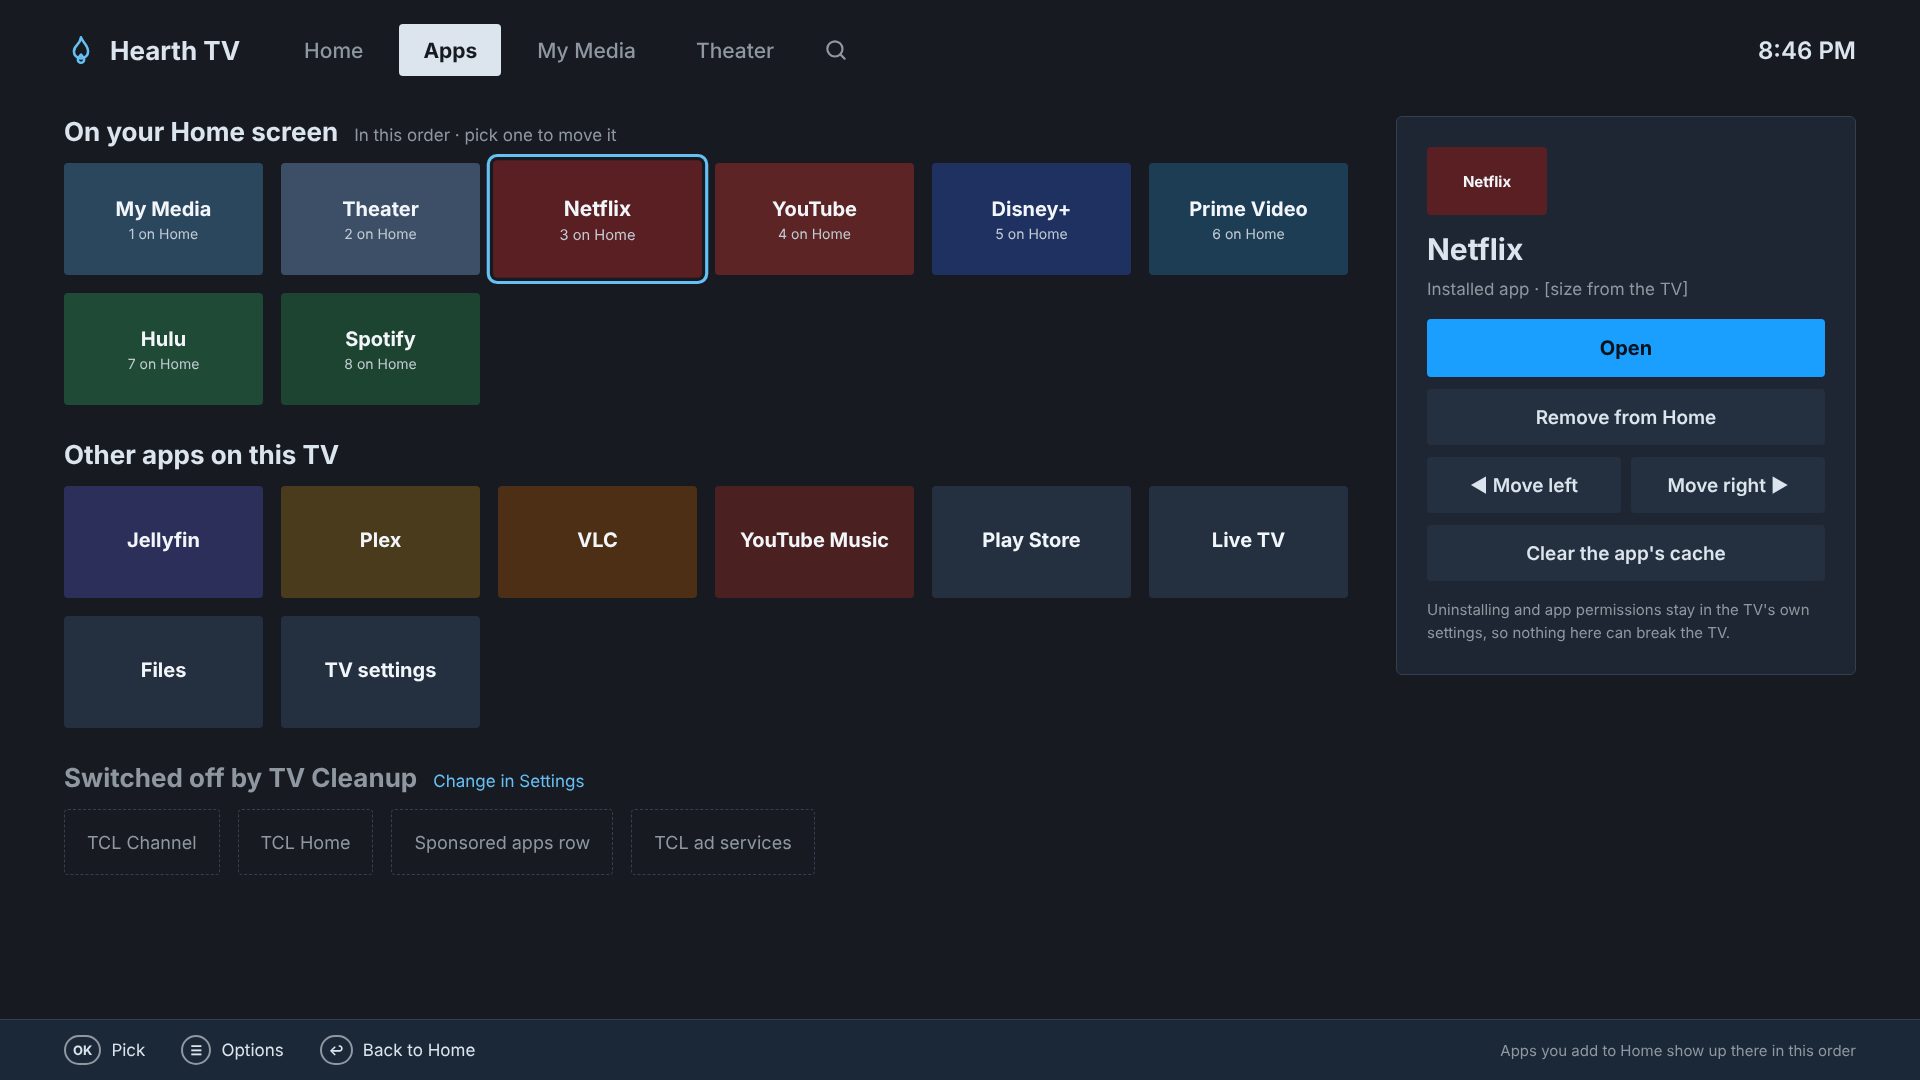 Hearth TV
Home
Apps
My Media
Theater
8:46 PM
On your Home screen
In this order · pick one to move it
My Media
1 on Home
Theater
2 on Home
Netflix
3 on Home
YouTube
4 on Home
Disney+
5 on Home
Prime Video
6 on Home
Hulu
7 on Home
Spotify
8 on Home
Other apps on this TV
Jellyfin
Plex
VLC
YouTube Music
Play Store
Live TV
Files
TV settings
Switched off by TV Cleanup
Change in Settings
TCL Channel
TCL Home
Sponsored apps row
TCL ad services
Netflix
Netflix
Installed app · [size from the TV]
Open
Remove from Home
◀ Move left
Move right ▶
Clear the app's cache
Uninstalling and app permissions stay in the TV's own
settings, so nothing here can break the TV.
OK Pick
Options
Back to Home
Apps you add to Home show up there in this order